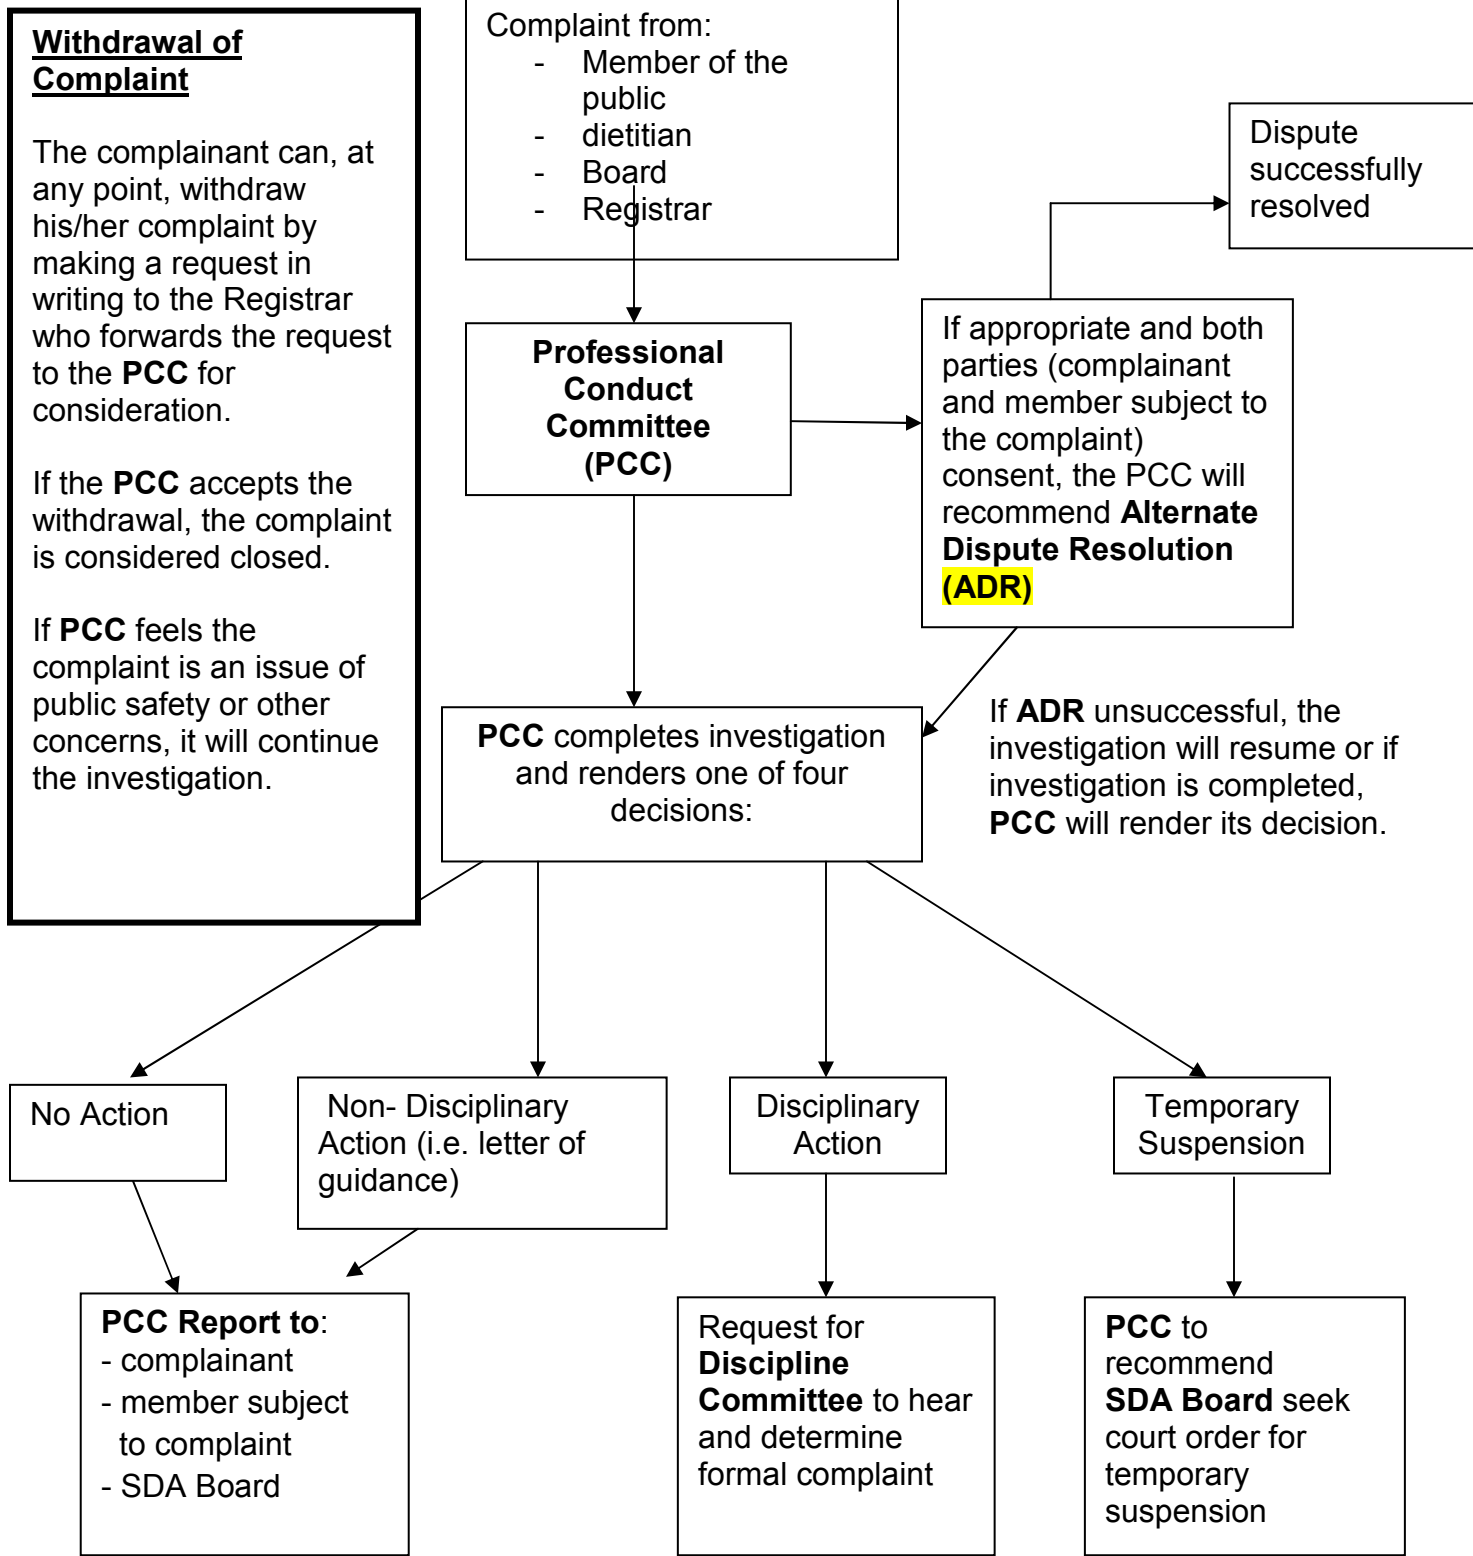 Withdrawal of
Complaint
The complainant can, at
any point, withdraw
his/her complaint by
making a request in
writing to the Registrar
who forwards the request
to the PCC for
consideration.
If the PCC accepts the
withdrawal, the complaint
is considered closed.
If PCC feels the
complaint is an issue of
public safety or other
concerns, it will continue
the investigation.
Complaint from:
- Member of the
public
- dietitian
- Board
- Registrar
Dispute
successfully
resolved
Professional
Conduct
Committee
(PCC)
If appropriate and both
parties (complainant
and member subject to
the complaint)
consent, the PCC will
recommend Alternate
Dispute Resolution
(ADR)
PCC completes investigation
and renders one of four
decisions:
If ADR unsuccessful, the
investigation will resume or if
investigation is completed,
PCC will render its decision.
No Action
Non- Disciplinary
Action (i.e. letter of
guidance)
Disciplinary
Action
Temporary
Suspension
PCC Report to:
- complainant
- member subject
to complaint
- SDA Board
Request for
Discipline
Committee to hear
and determine
formal complaint
PCC to
recommend
SDA Board seek
court order for
temporary
suspension